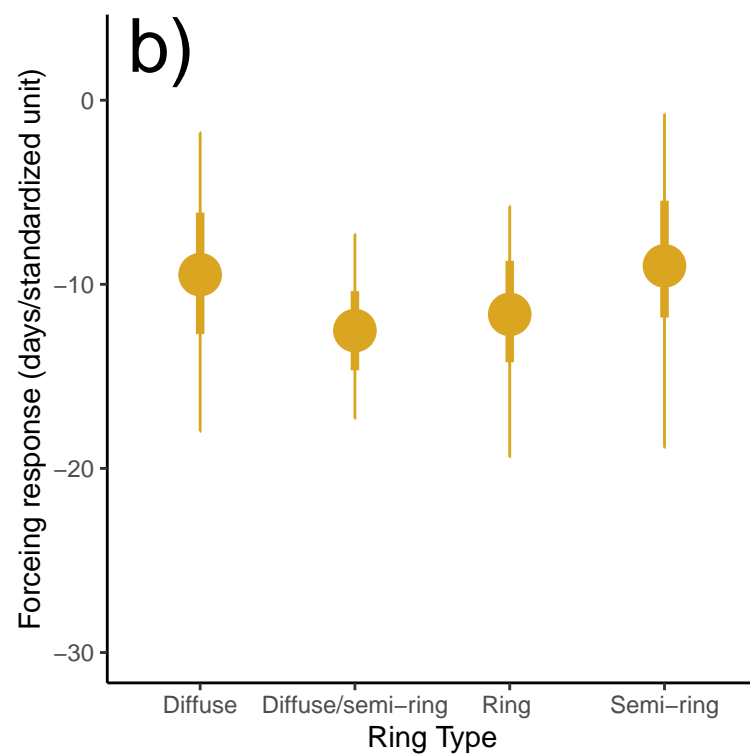 b)
Forceing response (days/standardized unit)
0
−10
−20
−30
Diffuse Diffuse/semi−ring Ring Semi−ring
Ring Type